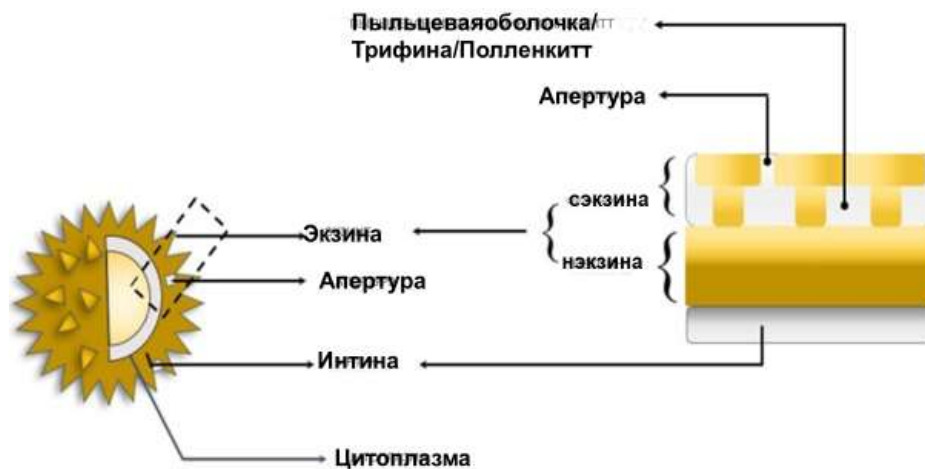 Пыльцеваяоболочка/
Трифина/Полленкитт
Апертура
сэкзина
Экзина
нэкзина
Апертура
Интина
Цитоплазма